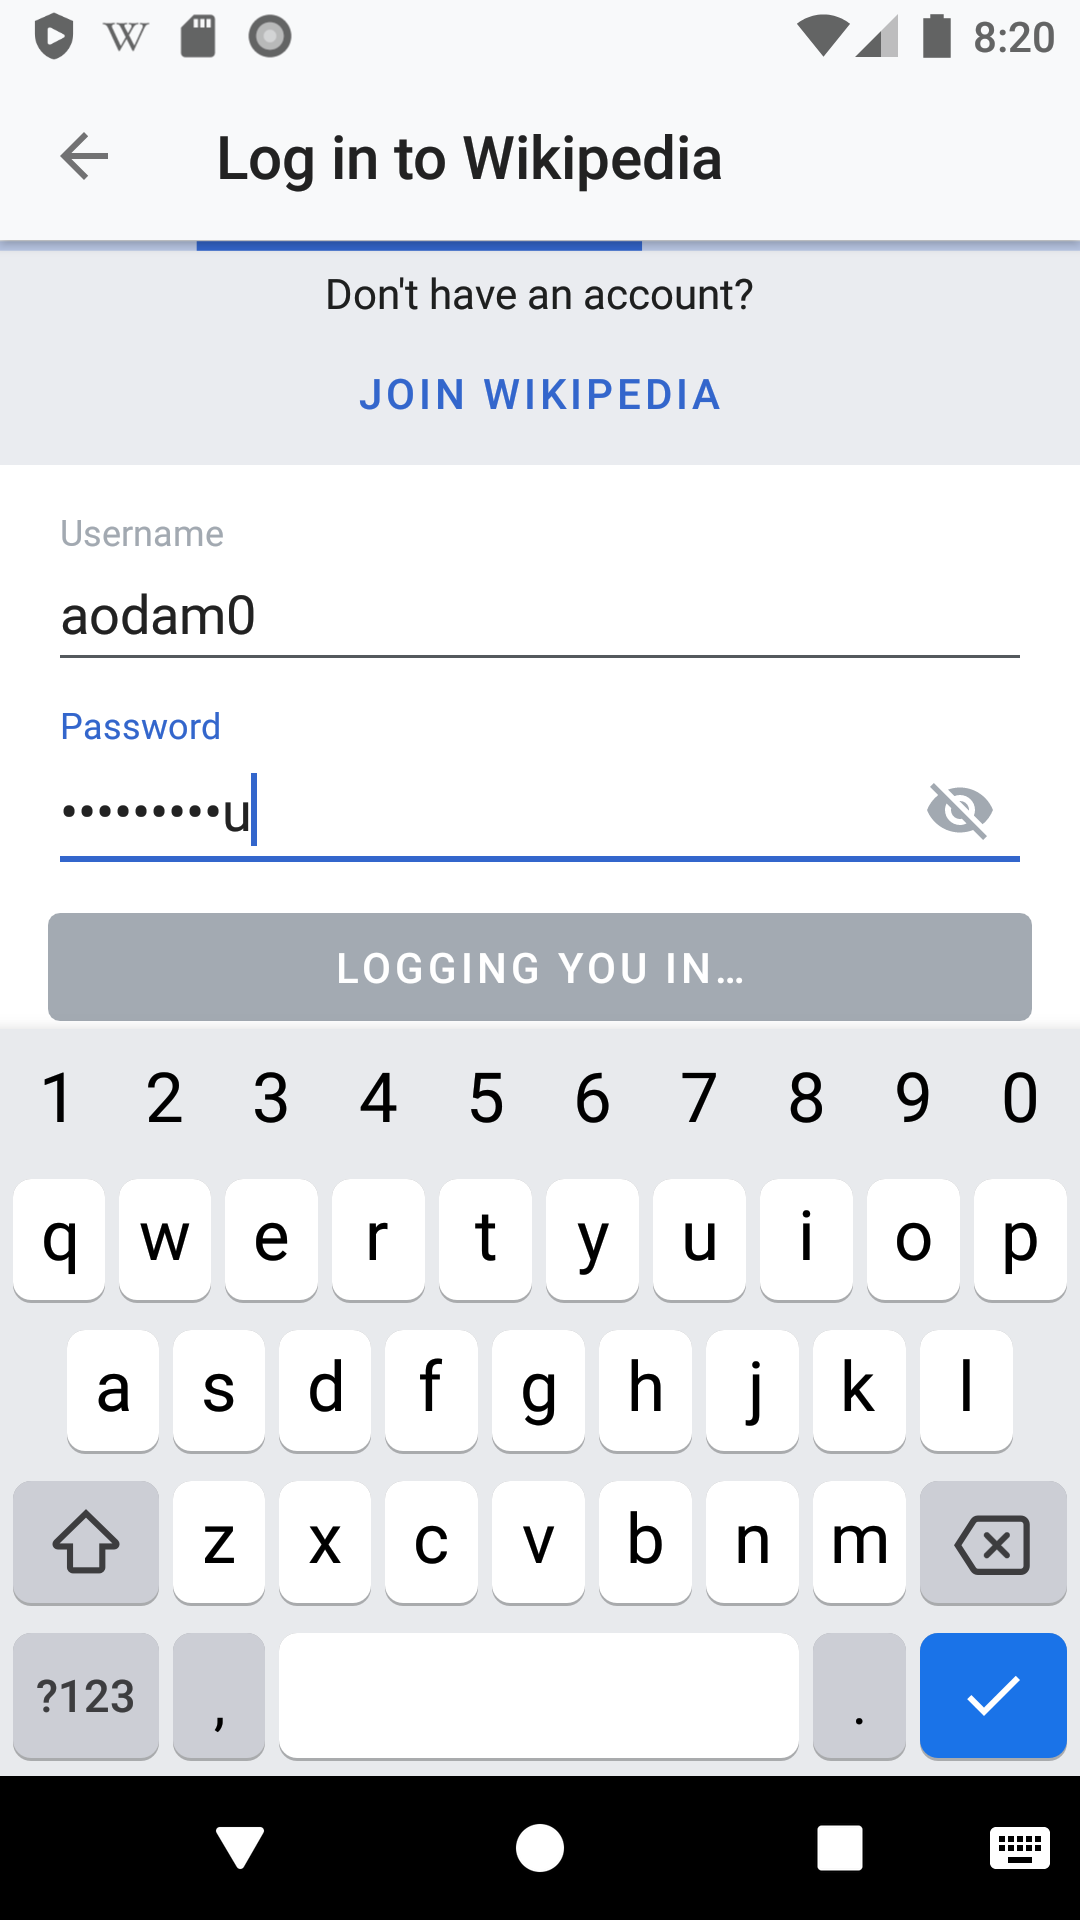 8:20
Log in to Wikipedia
Don't have an account?
JOIN WIKIPEDIA
Username
aodam0
Password
•••••••••u
LOGGING YOU IN…
1 2 3 4 5 6 7 8 9 0
q w e r t y u i o p
a s d f g h j k l
z x c v b n m
?123 , .